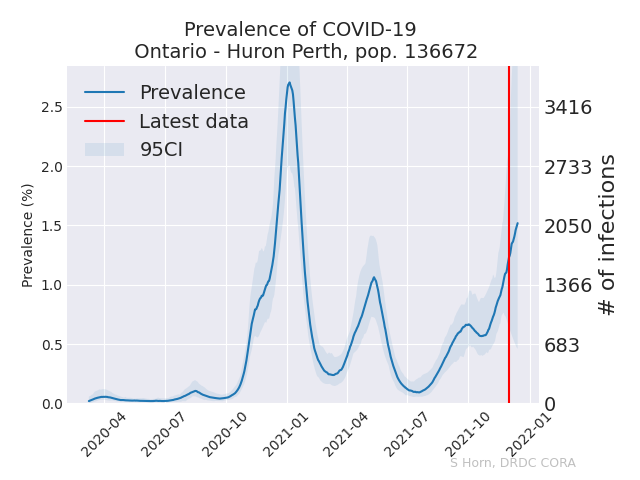 Prevalence of COVID-19
Ontario - Huron Perth, pop. 136672
Prevalence
Latest data
95CI
Prevalence (%)
2.5
2.0
1.5
1.0
0.5
0.0
3416
2733
2050
1366
683
0
# of infections
2020-04
2020-07
2020-10
2021-01
2021-04
2021-07
2021-10
2022-01
S Horn, DRDC CORA